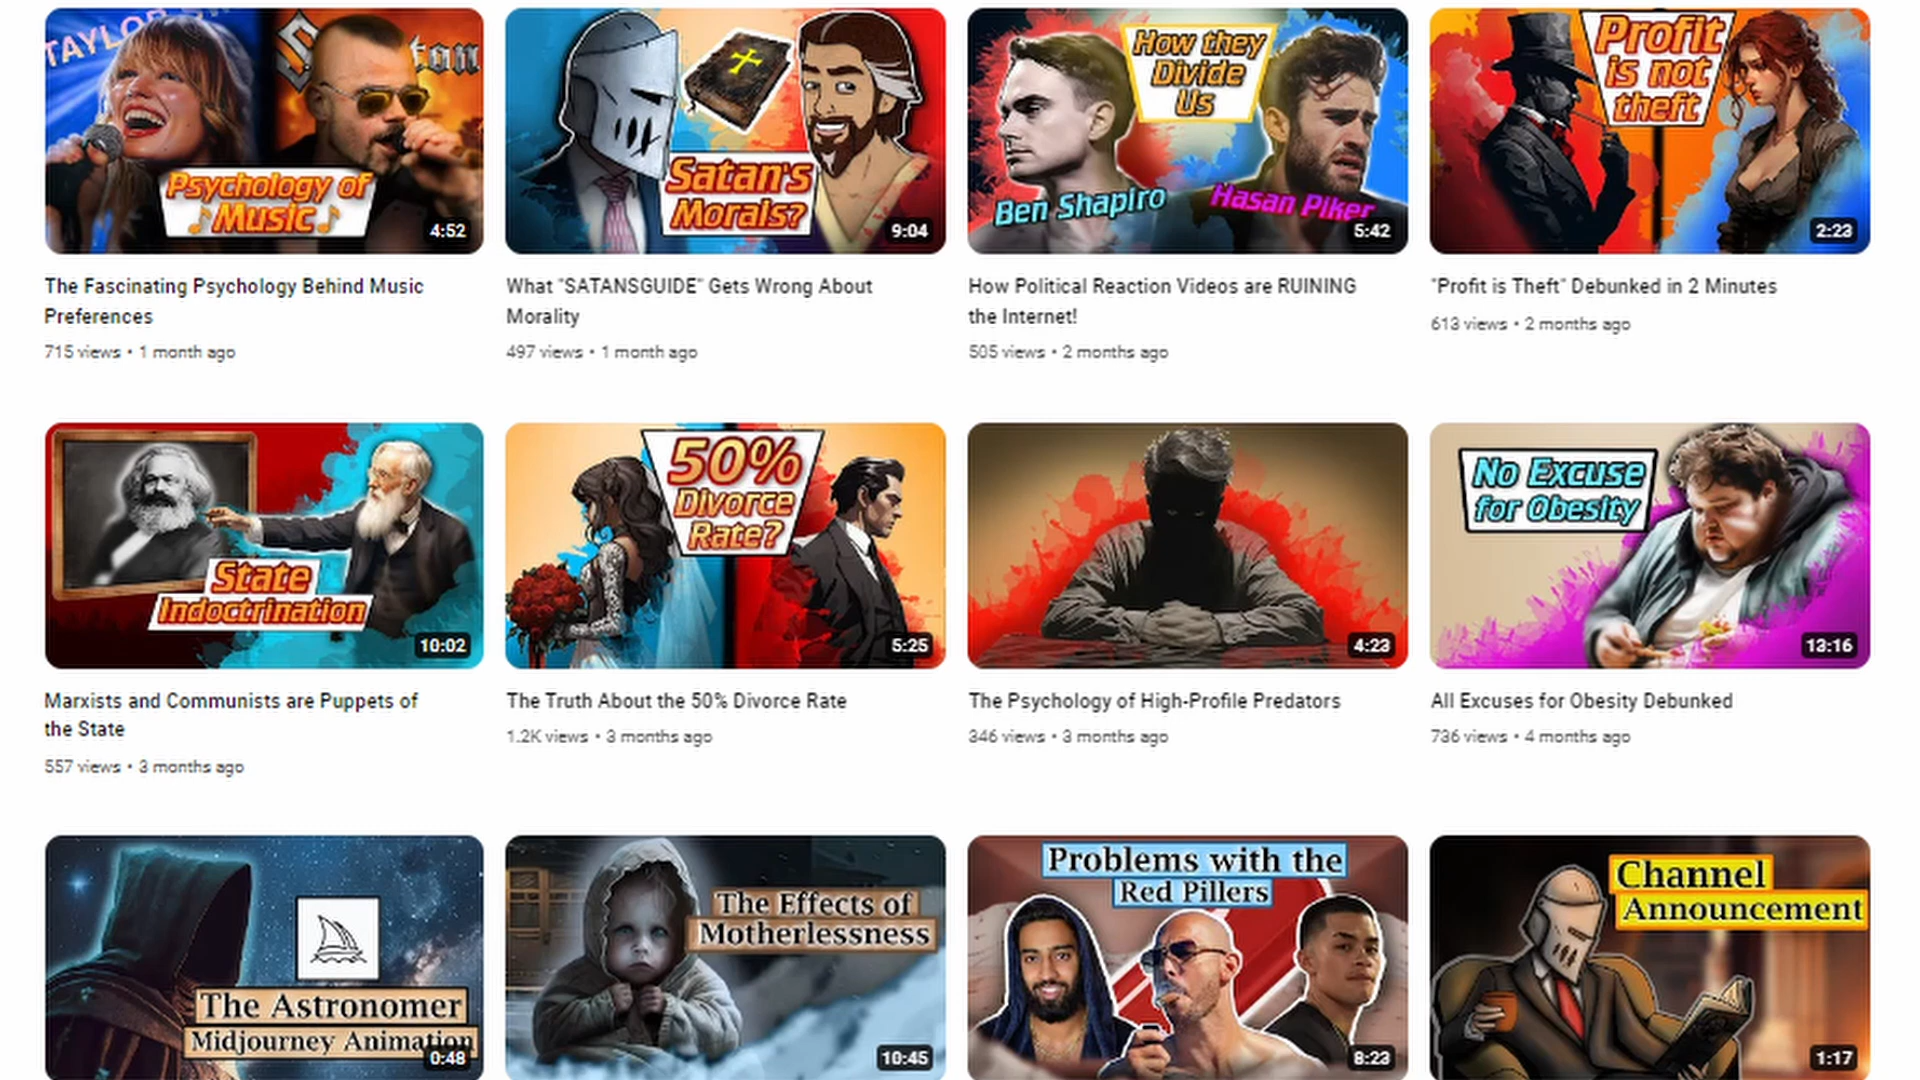 TAYLOR SW
Psychology of
Music
4:52
Satan's
Morals?
9:04
How they
Divide
Us
Ben Shapiro
Hasan Piker
5:42
Profit
is not
theft
2:23
The Fascinating Psychology Behind Music
Preferences
715 views • 1 month ago
What "SATANSGUIDE" Gets Wrong About
Morality
497 views • 1 month ago
How Political Reaction Videos are RUINING
the Internet!
505 views • 2 months ago
"Profit is Theft" Debunked in 2 Minutes
613 views • 2 months ago
State
Indoctrination
10:02
50%
Divorce
Rate?
5:25
4:23
No Excuse
for Obesity
13:16
Marxists and Communists are Puppets of
the State
557 views • 3 months ago
The Truth About the 50% Divorce Rate
1.2K views • 3 months ago
The Psychology of High-Profile Predators
346 views • 3 months ago
All Excuses for Obesity Debunked
736 views • 4 months ago
The Astronomer
Midjourney Animation
0:48
The Effects of
Motherlessness
10:45
Problems with the
Red Pillers
8:23
Channel
Announcement
1:17